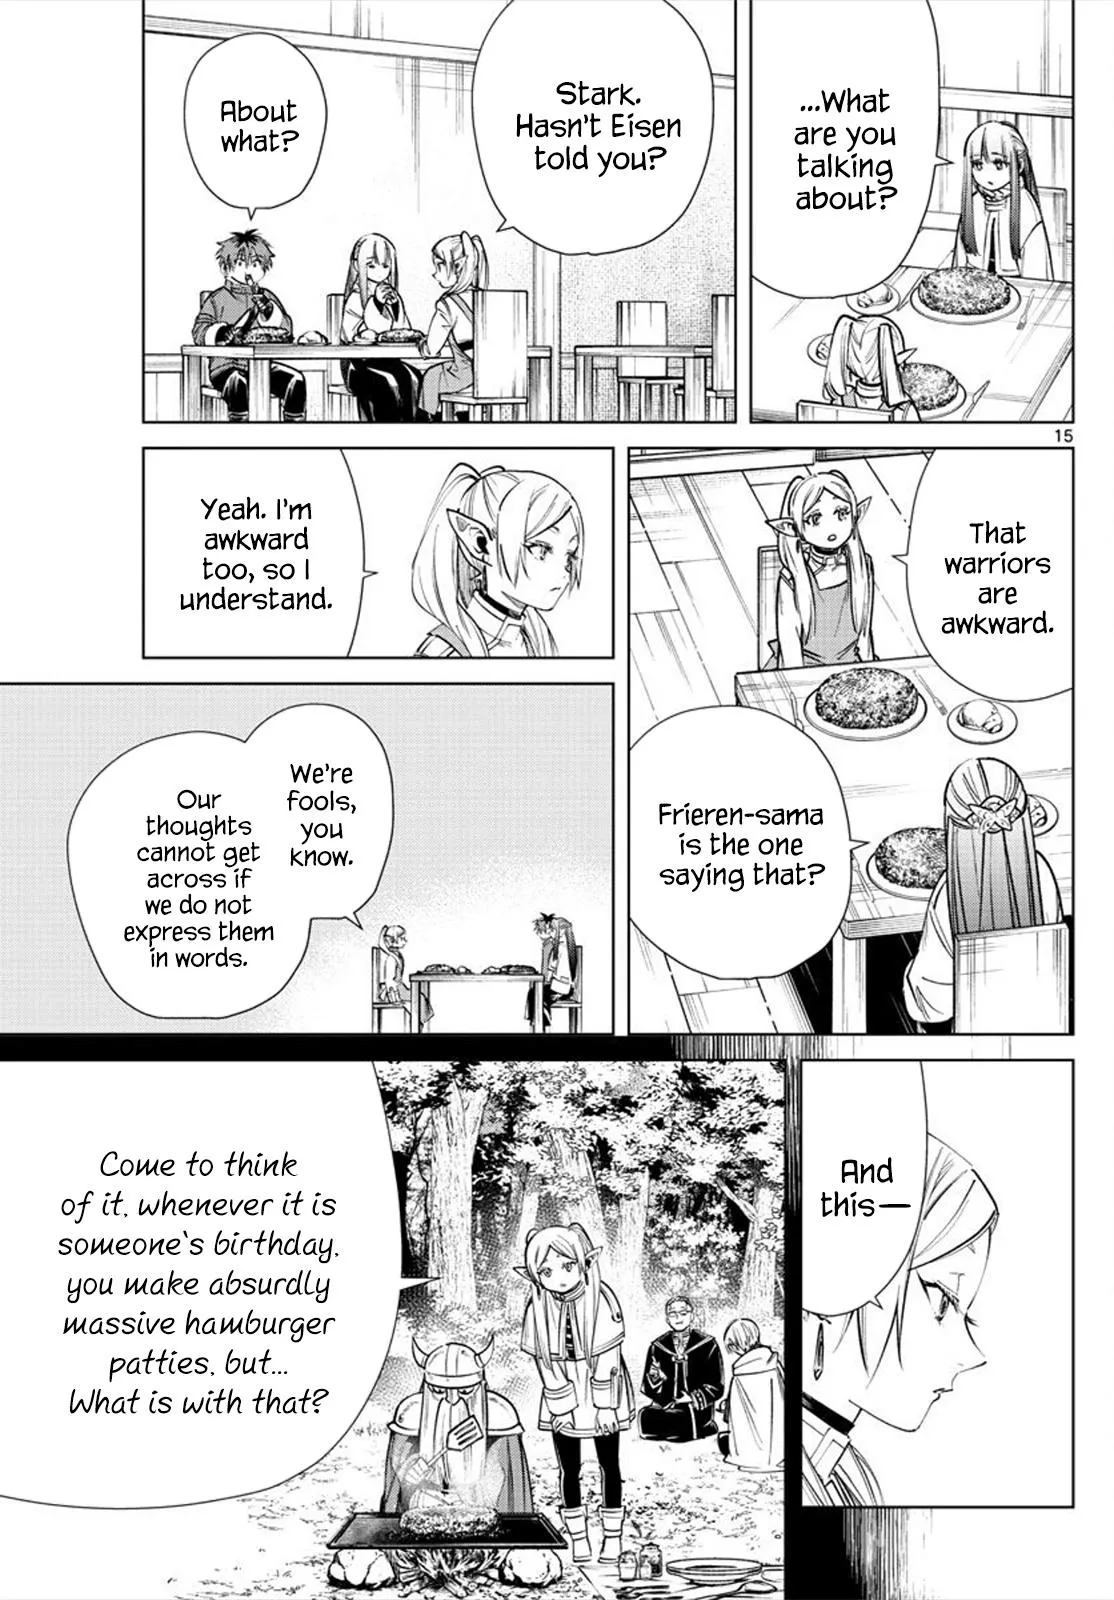 ...What
are you
talking
about?
Stark.
Hasn't Eisen
told you?
About
what?
15
That
warriors
are
awkward.
Frieren-sama
is the one
saying that?
Yeah. I'm
awkward
too, so I
understand.
We're
fools,
you
know.
Our
thoughts
cannot get
across if
we do not
express them
in words.
And
this—
Come to think
of it, whenever it is
someone's birthday,
you make absurdly
massive hamburger
patties, but...
What is with that?